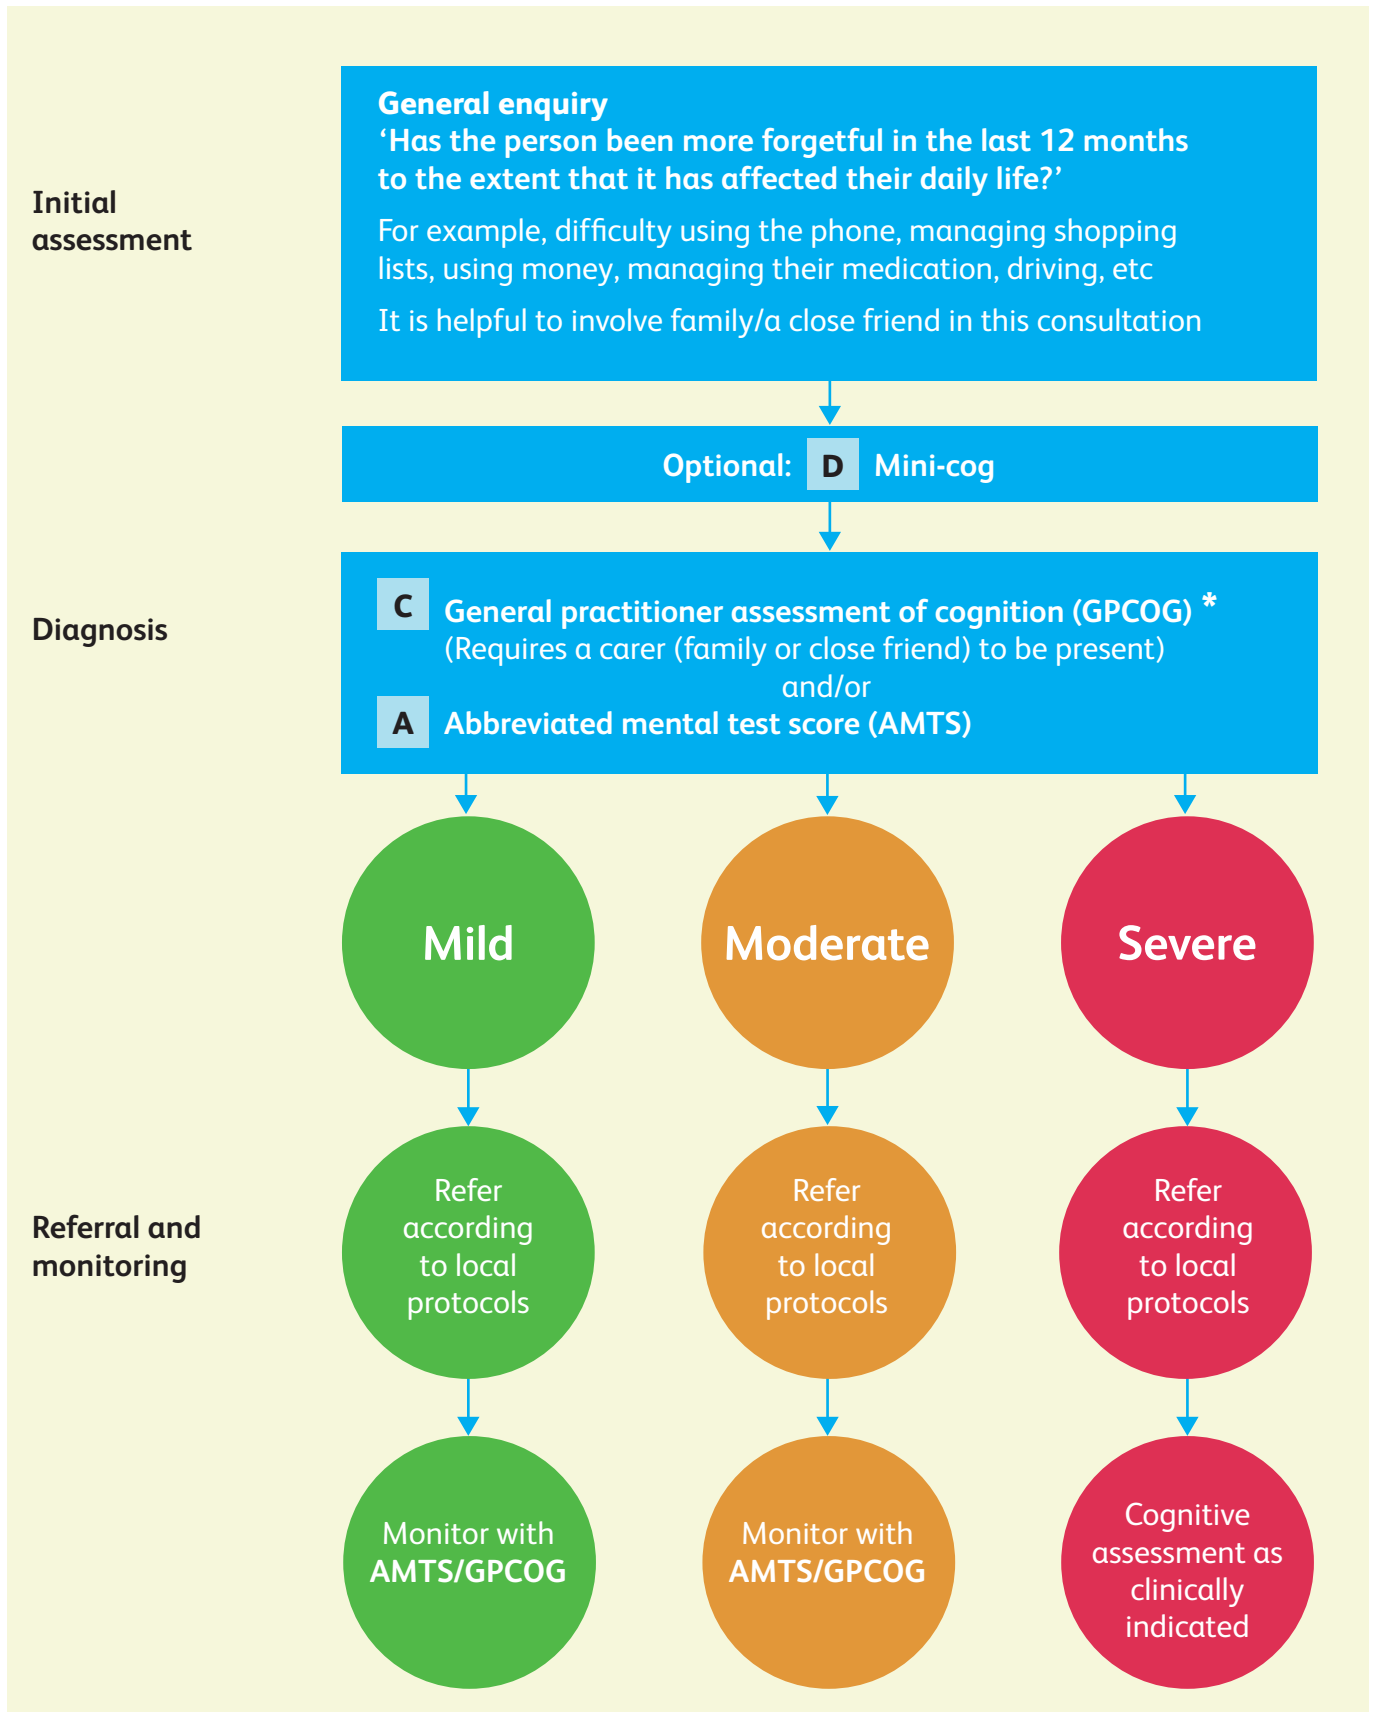 Initial
assessment
General enquiry
‘Has the person been more forgetful in the last 12 months
to the extent that it has affected their daily life?’
For example, difficulty using the phone, managing shopping
lists, using money, managing their medication, driving, etc
It is helpful to involve family/a close friend in this consultation
Optional: D Mini-cog
Diagnosis
C General practitioner assessment of cognition (GPCOG) *
(Requires a carer (family or close friend) to be present)
and/or
A Abbreviated mental test score (AMTS)
Mild
Moderate
Severe
Referral and
monitoring
Refer
according
to local
protocols
Refer
according
to local
protocols
Refer
according
to local
protocols
Monitor with
AMTS/GPCOG
Monitor with
AMTS/GPCOG
Cognitive
assessment as
clinically
indicated